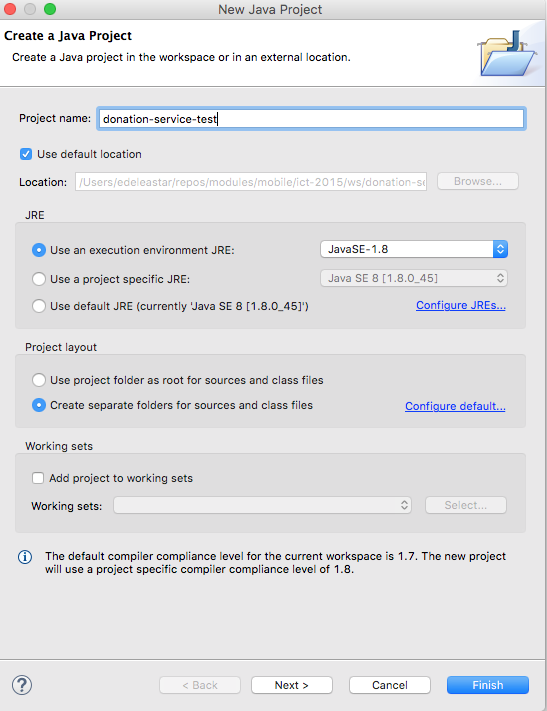 New Java Project
Create a Java Project
Create a Java project in the workspace or in an external location.
Project name: donation-service-test
Use default location
Location: /Users/edeleastar/repos/modules/mobile/ict-2015/ws/donation-se Browse...
JRE
Use an execution environment JRE: JavaSE-1.8
Use a project specific JRE: Java SE 8 [1.8.0_45]
Use default JRE (currently 'Java SE 8 [1.8.0_45]') Configure JREs...
Project layout
Use project folder as root for sources and class files
Create separate folders for sources and class files Configure default...
Working sets
Add project to working sets
Working sets: Select...
The default compiler compliance level for the current workspace is 1.7. The new project
will use a project specific compiler compliance level of 1.8.
? < Back Next > Cancel Finish